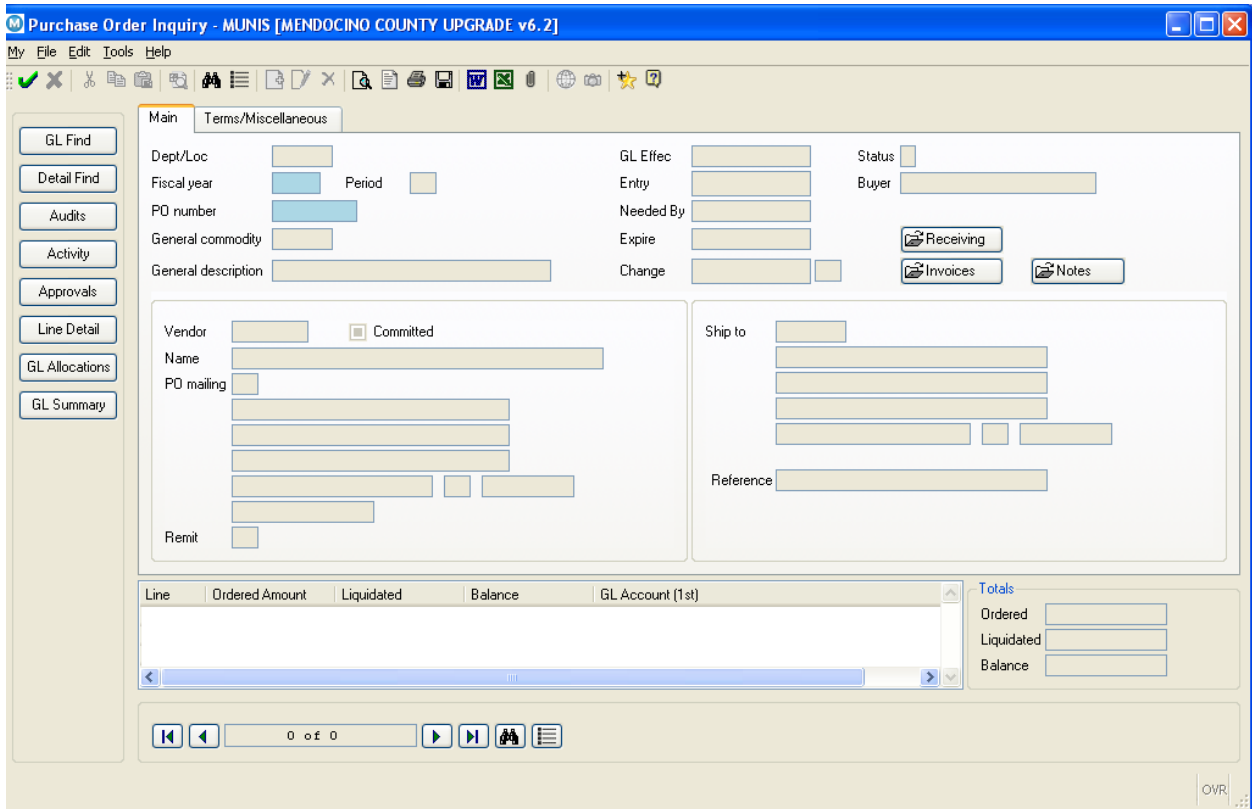 Purchase Order Inquiry - MUNIS [MENDOCINO COUNTY UPGRADE v6.2]
My File Edit Tools Help
Main Terms/Miscellaneous
GL Find
Detail Find
Audits
Activity
Approvals
Line Detail
GL Allocations
GL Summary
Dept/Loc GL Effec Status
Fiscal year Period Entry Buyer
PO number Needed By
General commodity Expire Receiving
General description Change Invoices Notes
Vendor Committed Ship to
Name
PO mailing
Reference
Remit
Line Ordered Amount Liquidated Balance GL Account (1st)
Totals
Ordered
Liquidated
Balance
0 of 0
OVR